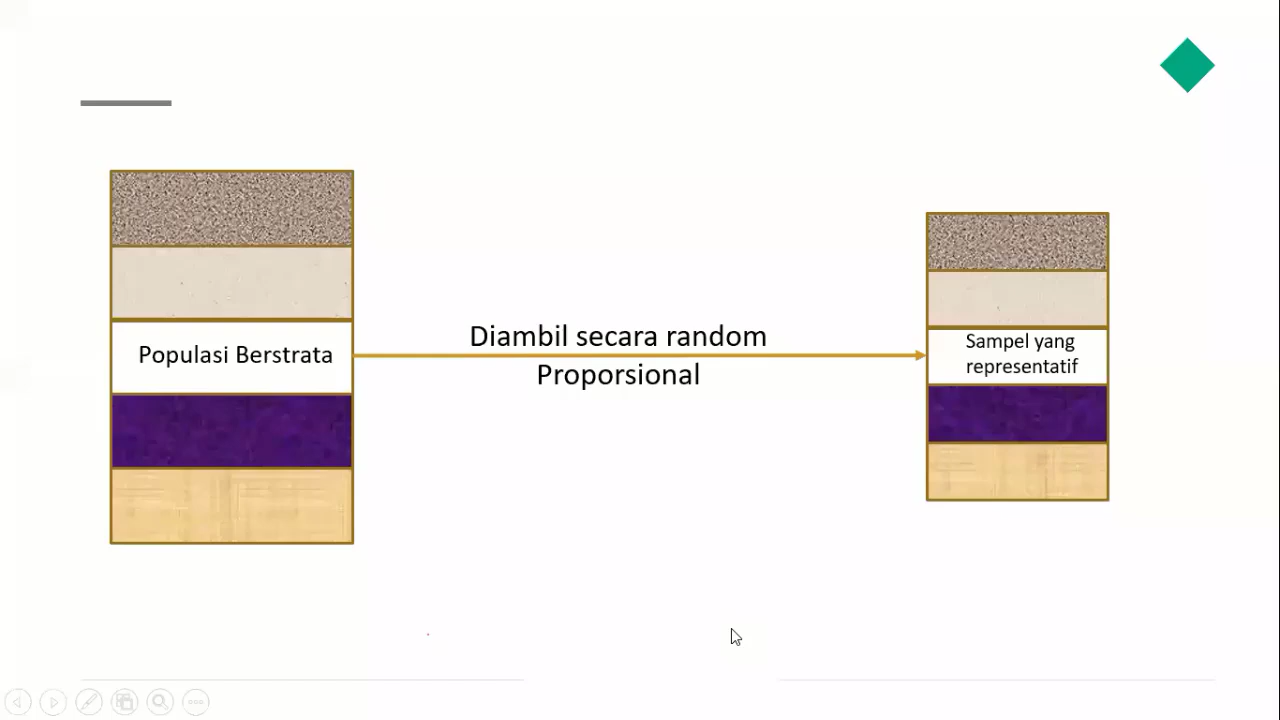 Populasi Berstrata
Diambil secara random
Proporsional
Sampel yang
representatif